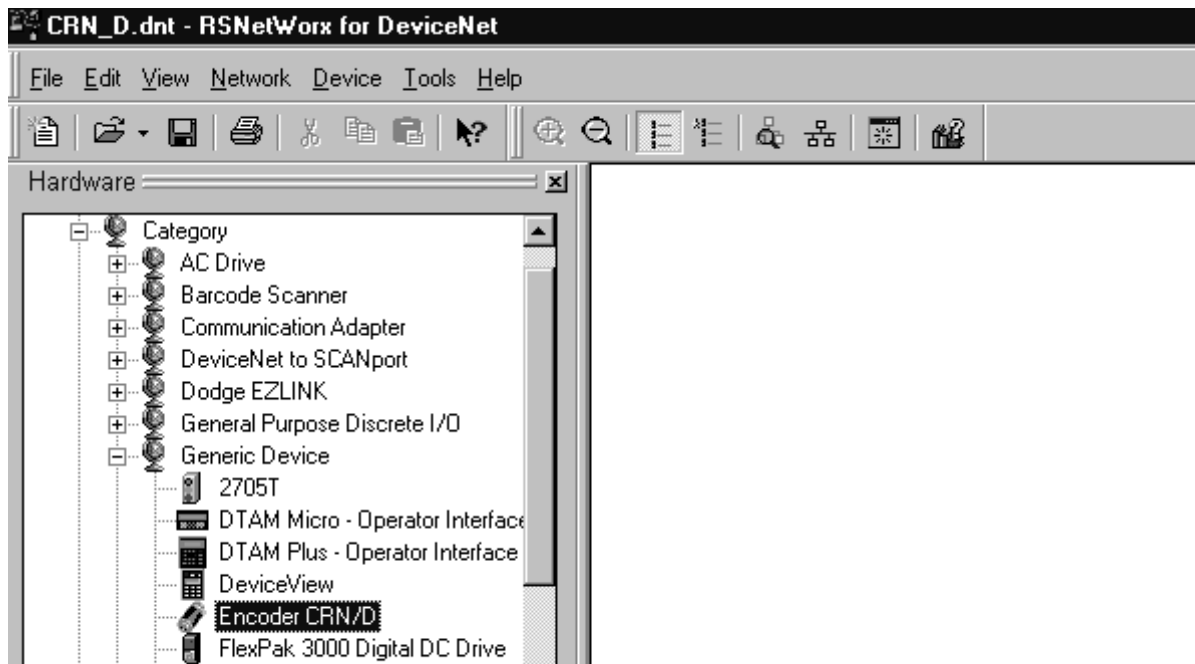 CRN_D.dnt - RSNetWorx for DeviceNet
File Edit View Network Device Tools Help
Hardware
Category
AC Drive
Barcode Scanner
Communication Adapter
DeviceNet to SCANport
Dodge EZLINK
General Purpose Discrete I/O
Generic Device
2705T
DTAM Micro - Operator Interface
DTAM Plus - Operator Interface
DeviceView
Encoder CRN/D
FlexPak 3000 Digital DC Drive